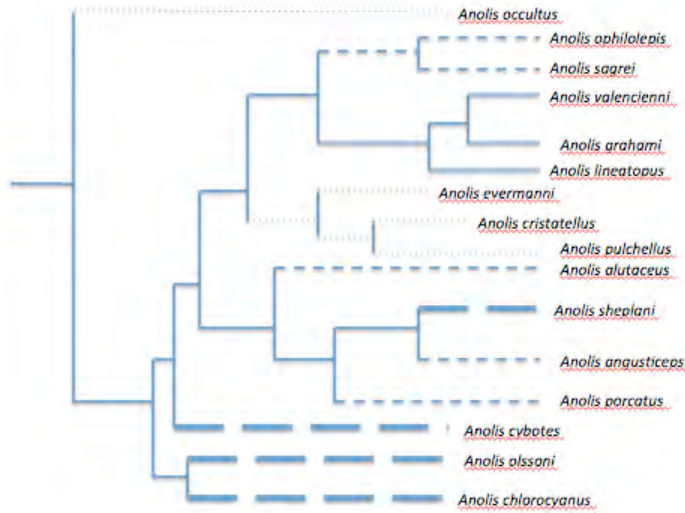 Anolis occultus
Anolis ophilolepis
Anolis sagrei
Anolis valencienni
Anolis grahami
Anolis lineatopus
Anolis evermanni
Anolis cristatellus
Anolis pulchellus
Anolis alutaceus
Anolis sheplani
Anolis angusticeps
Anolis porcatus
Anolis cybotes
Anolis olssoni
Anolis chlorocyanus